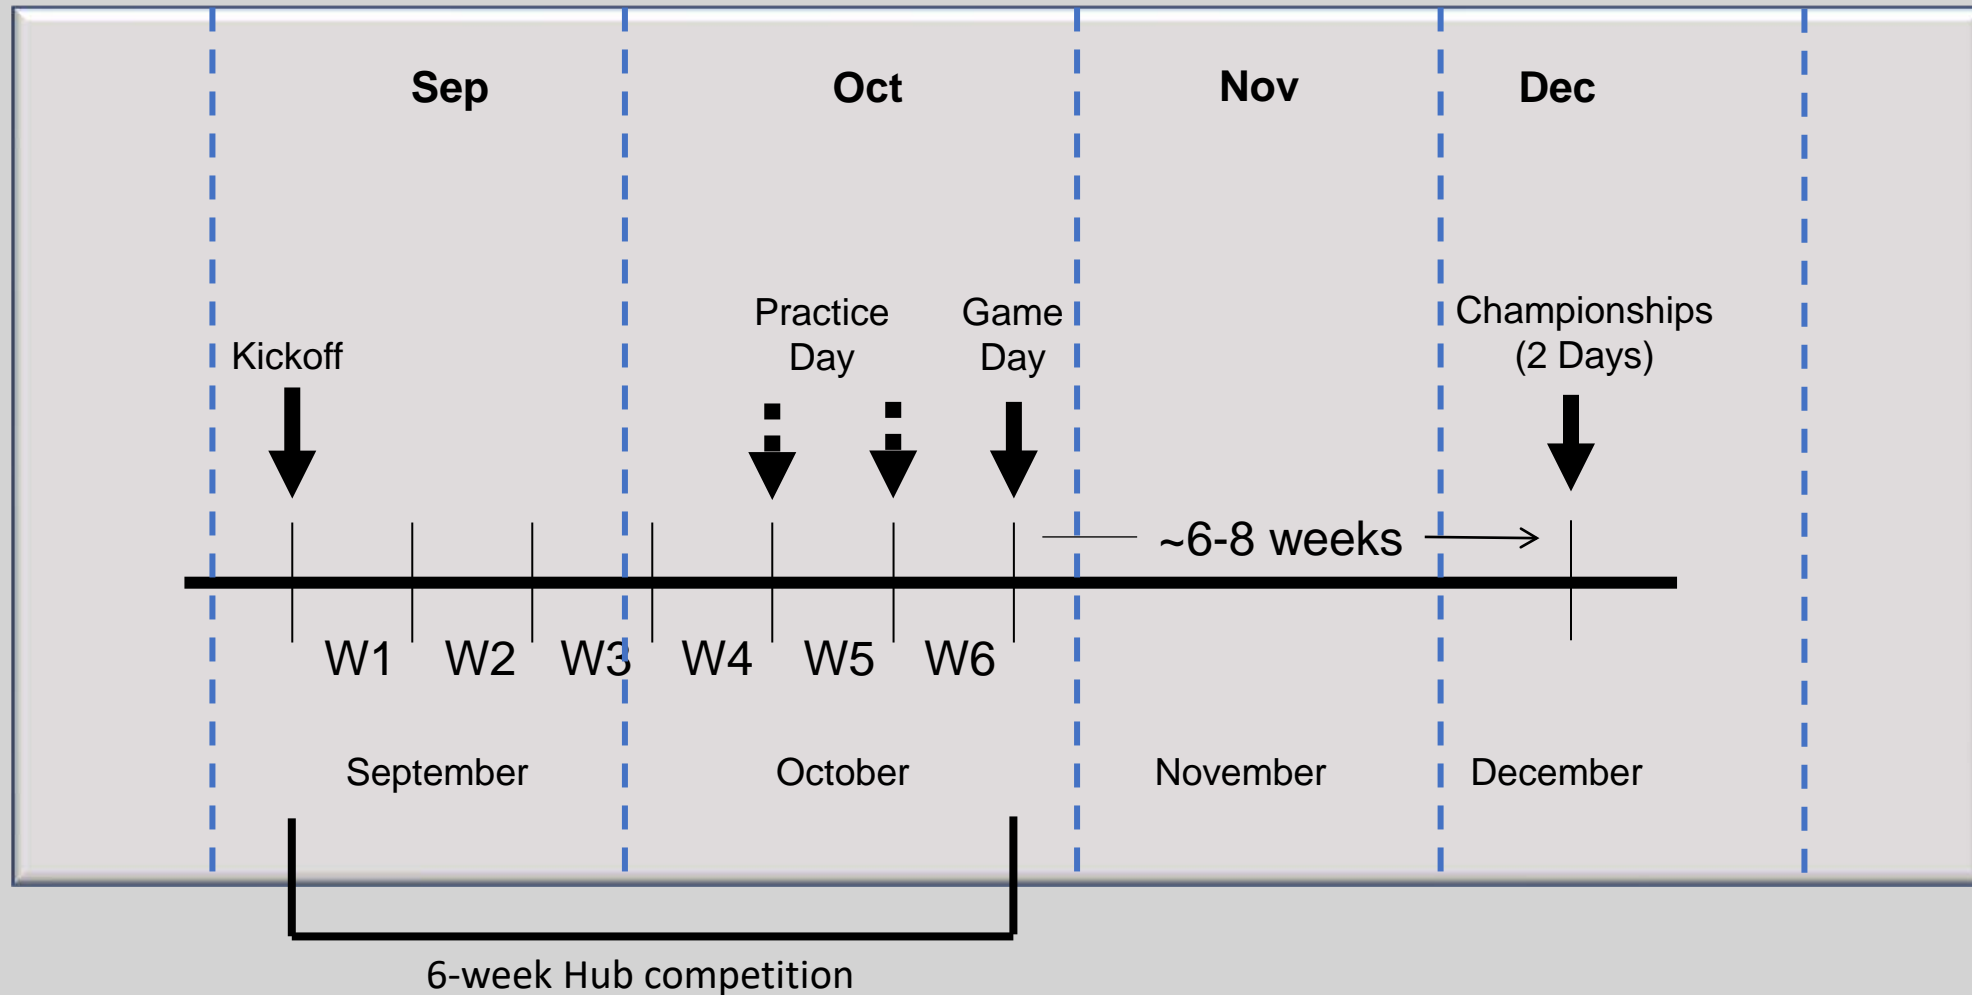 Sep
Oct
Nov
Dec
Kickoff
Practice
Day
Game
Day
Championships
(2 Days)
~6-8 weeks
W1
W2
W3
W4
W5
W6
September
October
November
December
6-week Hub competition